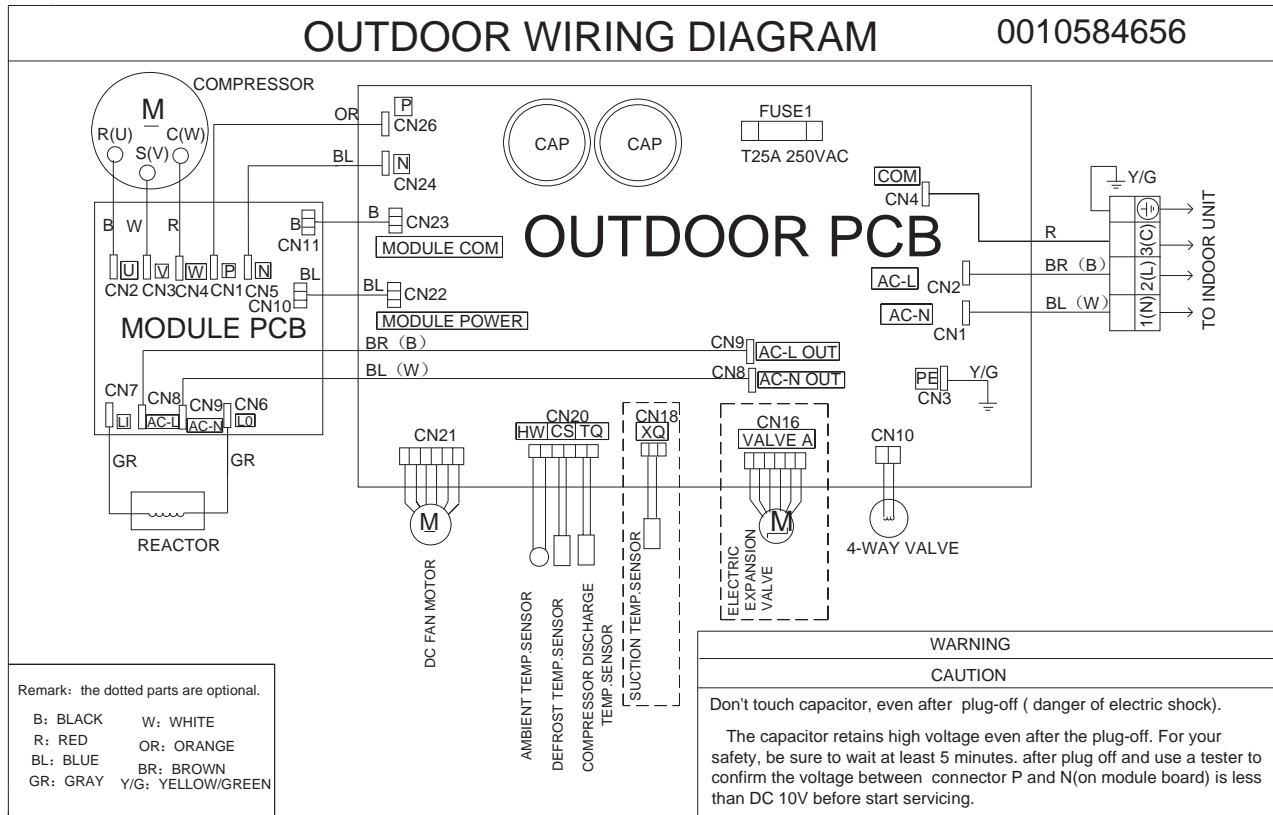 OUTDOOR WIRING DIAGRAM 0010584656
COMPRESSOR
M
R(U) C(W)
S(V)
B W R
OR
BL
P
CN26
N
CN24
CAP CAP
FUSE1
T25A 250VAC
COM
CN4
OUTDOOR PCB
R
Y/G
3(C)
2(L)
1(N)
TO INDOOR UNIT
AC-L CN2 BR (B)
AC-N CN1 BL (W)
B CN11
B CN23
MODULE COM
U V W P N
CN2 CN3 CN4 CN1 CN5
BL
CN10
BL CN22
MODULE POWER
MODULE PCB
BR (B)
CN9 AC-L OUT
BL (W)
CN8 AC-N OUT
PE
CN3
Y/G
CN7 CN8 CN9 CN6
LI AC-L AC-N L0
GR GR
REACTOR
CN21
M
DC FAN MOTOR
CN20
HW CS TQ
AMBIENT TEMP.SENSOR
DEFROST TEMP.SENSOR
COMPRESSOR DISCHARGE
TEMP.SENSOR
CN18
XQ
SUCTION TEMP.SENSOR
CN16
VALVE A
M
ELECTRIC
EXPANSION
VALVE
CN10
4-WAY VALVE
Remark: the dotted parts are optional.
B: BLACK W: WHITE
R: RED OR: ORANGE
BL: BLUE BR: BROWN
GR: GRAY Y/G: YELLOW/GREEN
WARNING
CAUTION
Don't touch capacitor, even after plug-off ( danger of electric shock).
The capacitor retains high voltage even after the plug-off. For your
safety, be sure to wait at least 5 minutes. after plug off and use a tester to
confirm the voltage between connector P and N(on module board) is less
than DC 10V before start servicing.